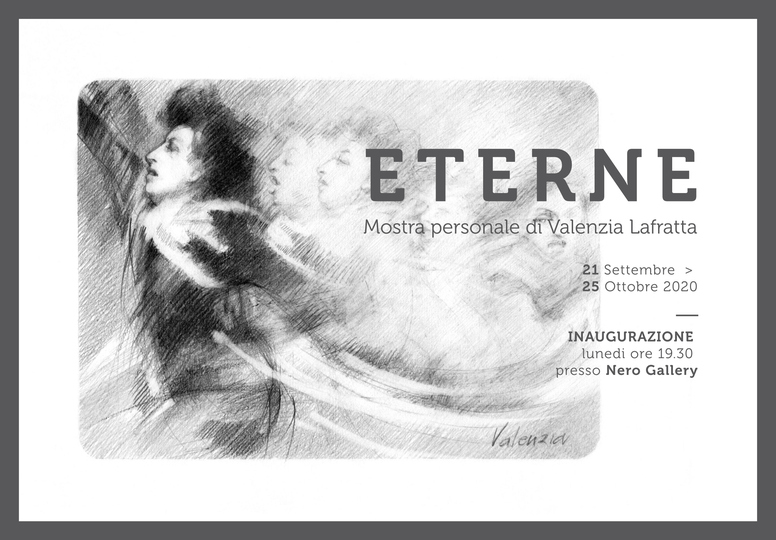 ETERNE
Mostra personale di Valenzia Lafratta
21 Settembre >
25 Ottobre 2020
INAUGURAZIONE
lunedi ore 19.30
presso Nero Gallery
Valenzia